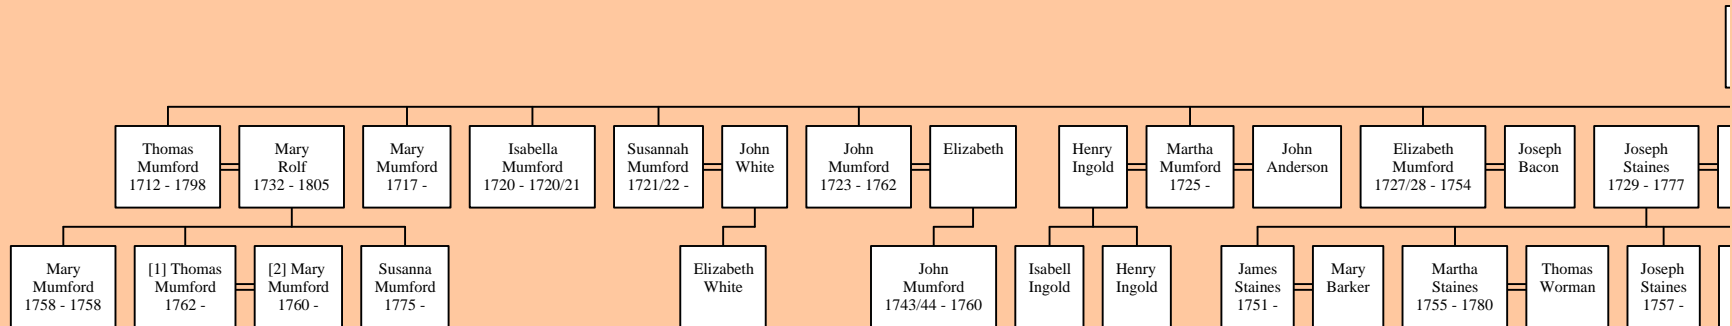 Thomas
Mumford
1712 - 1798
Mary
Rolf
1732 - 1805
Mary
Mumford
1717 -
Isabella
Mumford
1720 - 1720/21
Susannah
Mumford
1721/22 -
John
White
John
Mumford
1723 - 1762
Elizabeth
Henry
Ingold
Martha
Mumford
1725 -
John
Anderson
Elizabeth
Mumford
1727/28 - 1754
Joseph
Bacon
Joseph
Staines
1729 - 1777
Mary
Mumford
1758 - 1758
[1] Thomas
Mumford
1762 -
[2] Mary
Mumford
1760 -
Susanna
Mumford
1775 -
Elizabeth
White
John
Mumford
1743/44 - 1760
Isabell
Ingold
Henry
Ingold
James
Staines
1751 -
Mary
Barker
Martha
Staines
1755 - 1780
Thomas
Worman
Joseph
Staines
1757 -